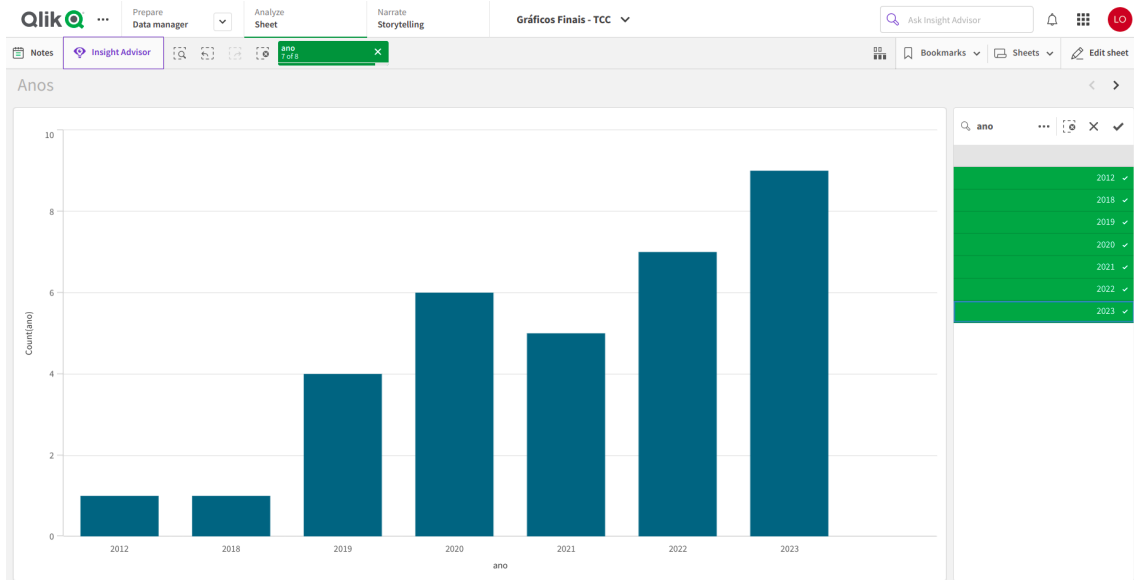 Qlik
Prepare
Data manager
Analyze
Sheet
Narrate
Storytelling
Gráficos Finais - TCC
Ask Insight Advisor
LO
Notes
Insight Advisor
ano
7 of 8
Bookmarks
Sheets
Edit sheet
Anos
10
8
6
4
2
0
Count(ano)
2012
2018
2019
2020
2021
2022
2023
ano
ano
2012
2018
2019
2020
2021
2022
2023